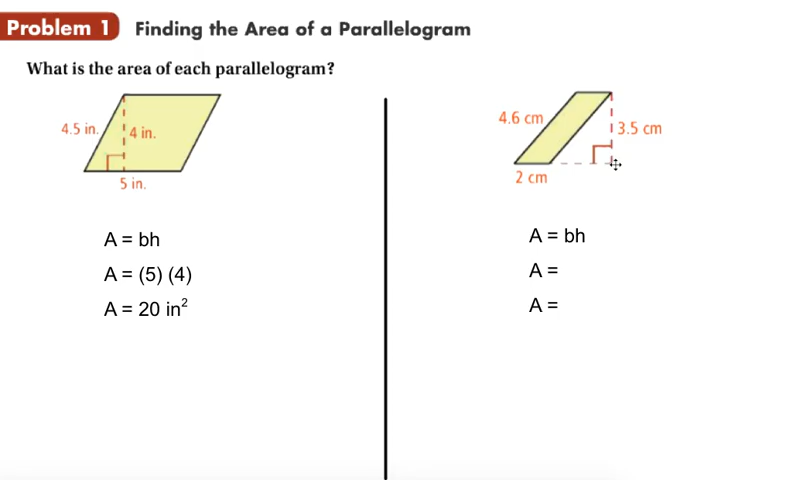 Problem 1 Finding the Area of a Parallelogram
What is the area of each parallelogram?
4.5 in.
4 in.
5 in.
A = bh
A = (5) (4)
A = 20 in²
4.6 cm
3.5 cm
2 cm
A = bh
A =
A =